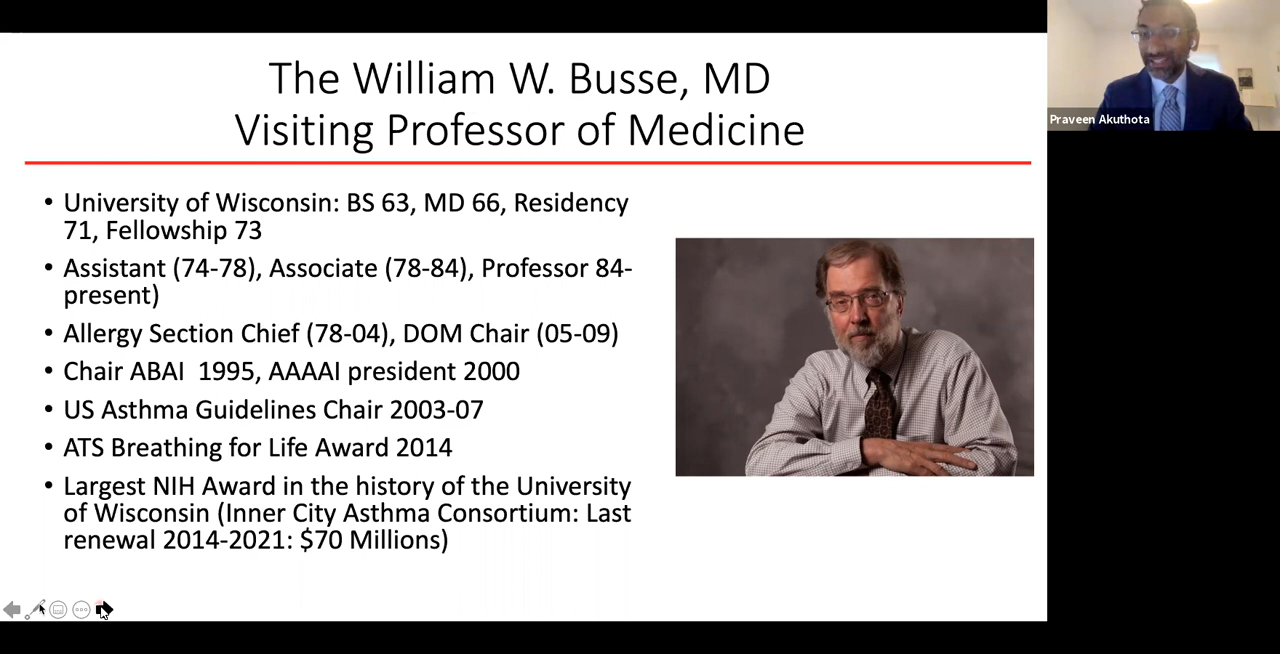 The William W. Busse, MD
Visiting Professor of Medicine
• University of Wisconsin: BS 63, MD 66, Residency
71, Fellowship 73
• Assistant (74-78), Associate (78-84), Professor 84-
present)
• Allergy Section Chief (78-04), DOM Chair (05-09)
• Chair ABAI  1995, AAAAI president 2000
• US Asthma Guidelines Chair 2003-07
• ATS Breathing for Life Award 2014
• Largest NIH Award in the history of the University
of Wisconsin (Inner City Asthma Consortium: Last
renewal 2014-2021: $70 Millions)
Praveen Akuthota